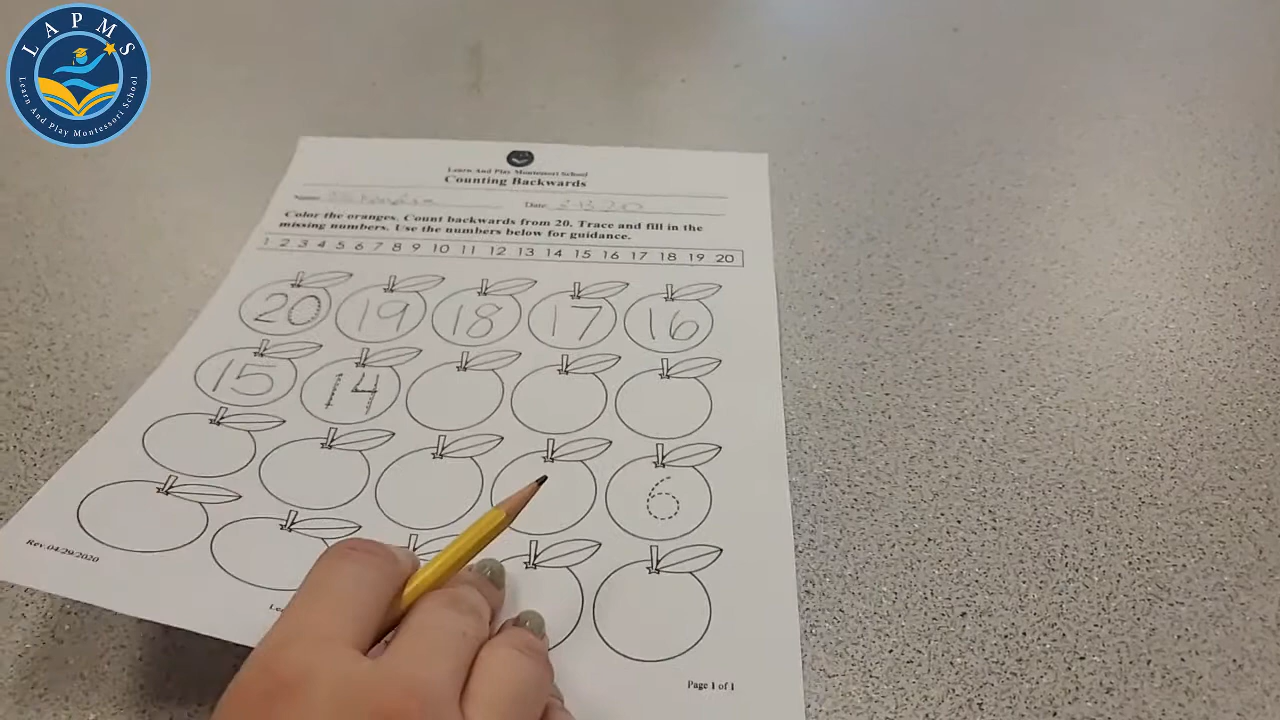 LAPMS
Learn And Play Montessori School
Learn And Play Montessori School
Counting Backwards
Name
Date
Color the oranges. Count backwards from 20. Trace and fill in the
missing numbers. Use the numbers below for guidance.
1 2 3 4 5 6 7 8 9 10 11 12 13 14 15 16 17 18 19 20
20 19 18 17 16
15 14
6
Rev.04/29/2020
Page 1 of 1